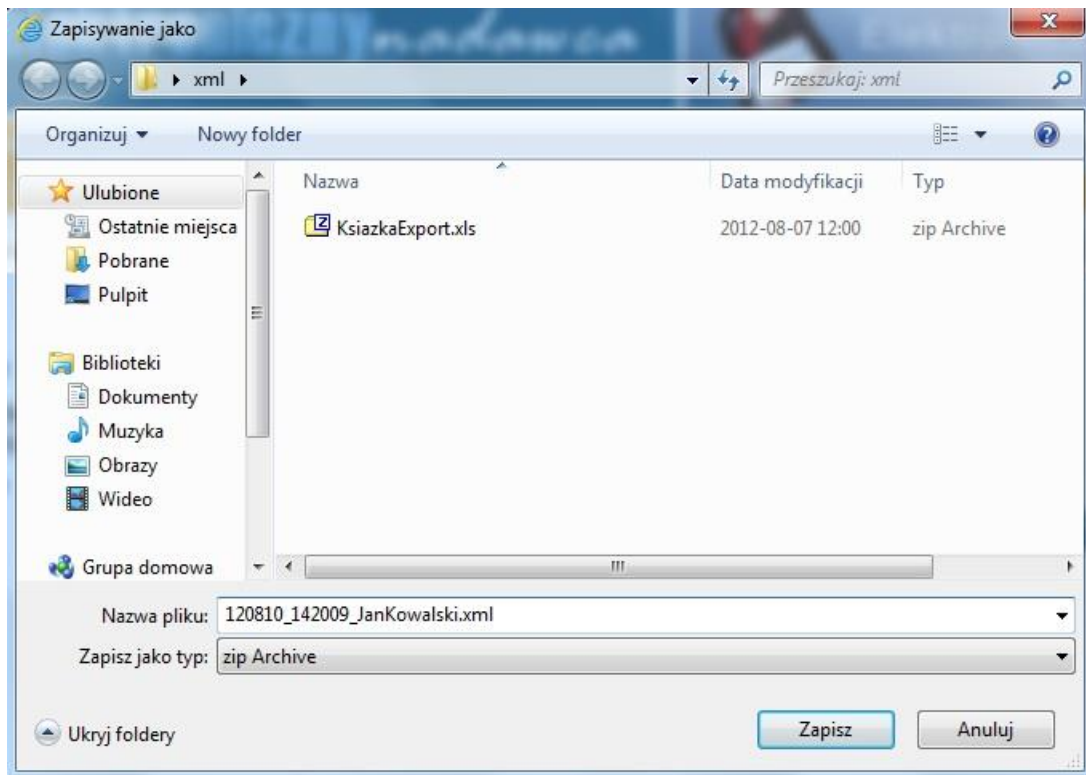 Zapisywanie jako
nadawca
xml
Przeszukaj: xml
Organizuj Nowy folder
Nazwa Data modyfikacji Typ
KsiazkaExport.xls 2012-08-07 12:00 zip Archive
Ulubione
Ostatnie miejsca
Pobrane
Pulpit
Biblioteki
Dokumenty
Muzyka
Obrazy
Wideo
Grupa domowa
Nazwa pliku: 120810_142009_JanKowalski.xml
Zapisz jako typ: zip Archive
Ukryj foldery Zapisz Anuluj